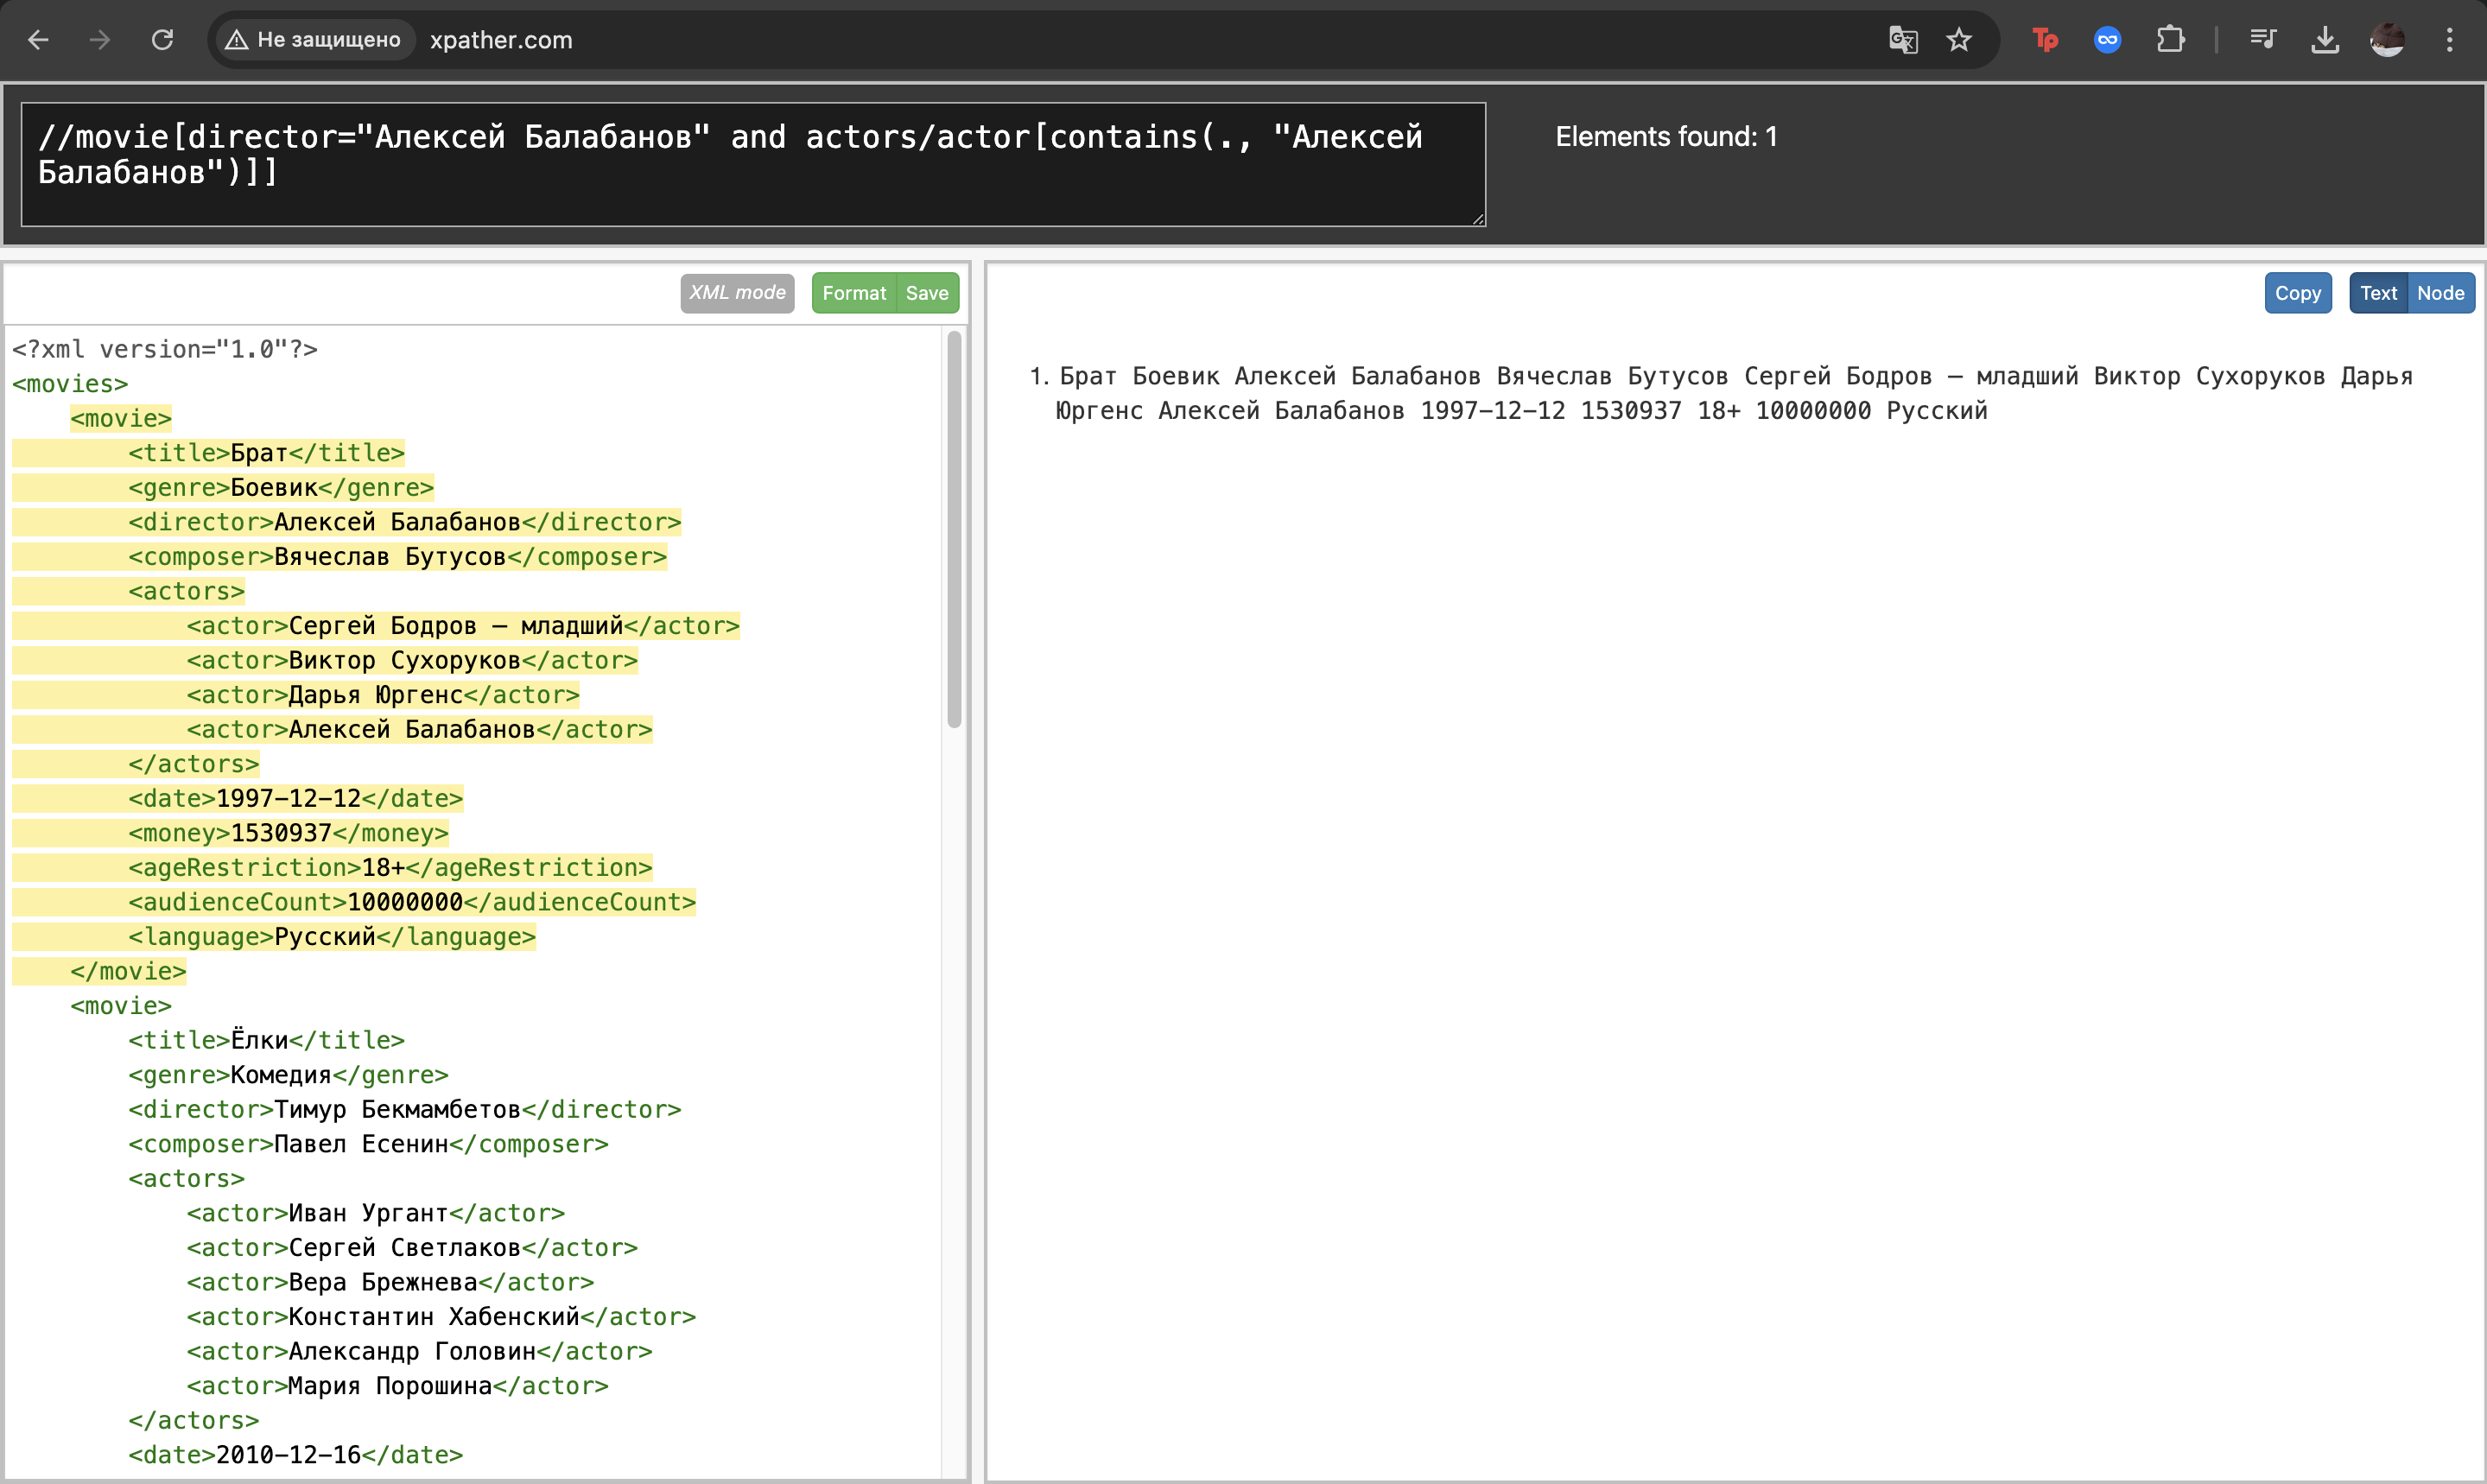 Не защищено xpather.com
//movie[director="Алексей Балабанов" and actors/actor[contains(., "Алексей
Балабанов")]]
Elements found: 1
XML mode Format Save
<?xml version="1.0"?>
<movies>
<movie>
<title>Брат</title>
<genre>Боевик</genre>
<director>Алексей Балабанов</director>
<composer>Вячеслав Бутусов</composer>
<actors>
<actor>Сергей Бодров – младший</actor>
<actor>Виктор Сухоруков</actor>
<actor>Дарья Юргенс</actor>
<actor>Алексей Балабанов</actor>
</actors>
<date>1997-12-12</date>
<money>1530937</money>
<ageRestriction>18+</ageRestriction>
<audienceCount>10000000</audienceCount>
<language>Русский</language>
</movie>
<movie>
<title>Ёлки</title>
<genre>Комедия</genre>
<director>Тимур Бекмамбетов</director>
<composer>Павел Есенин</composer>
<actors>
<actor>Иван Ургант</actor>
<actor>Сергей Светлаков</actor>
<actor>Вера Брежнева</actor>
<actor>Константин Хабенский</actor>
<actor>Александр Головин</actor>
<actor>Мария Порошина</actor>
</actors>
<date>2010-12-16</date>
Copy Text Node
1. Брат Боевик Алексей Балабанов Вячеслав Бутусов Сергей Бодров – младший Виктор Сухоруков Дарья
Юргенс Алексей Балабанов 1997-12-12 1530937 18+ 10000000 Русский